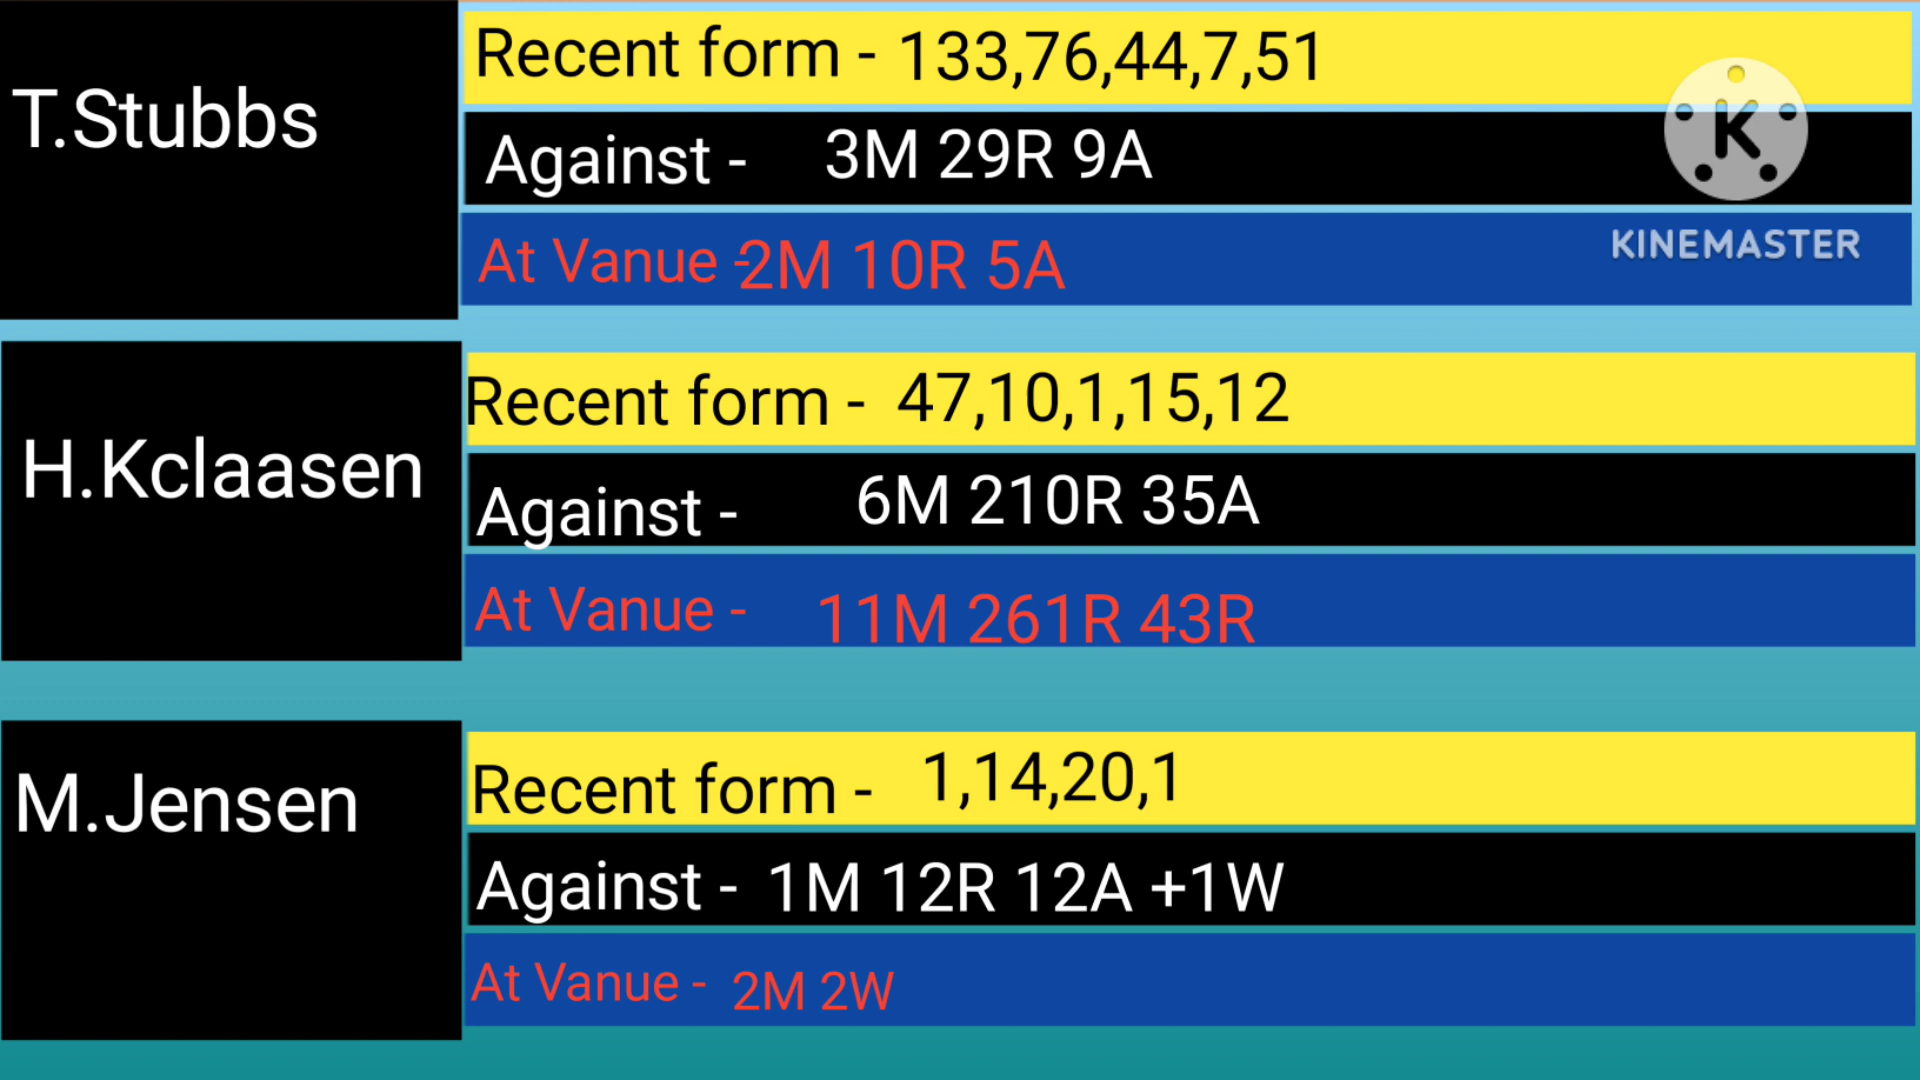 T.Stubbs
Recent form - 133,76,44,7,51
Against - 3M 29R 9A
At Vanue -2M 10R 5A
K
KINEMASTER
H.Kclaasen
Recent form - 47,10,1,15,12
Against - 6M 210R 35A
At Vanue - 11M 261R 43R
M.Jensen
Recent form - 1,14,20,1
Against - 1M 12R 12A +1W
At Vanue - 2M 2W